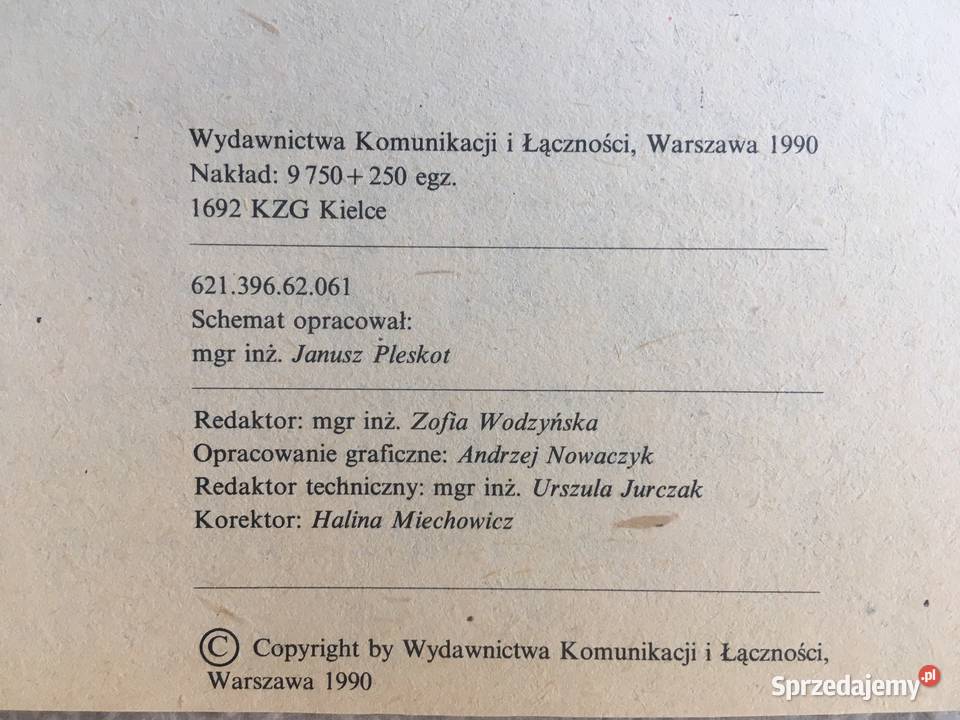 Wydawnictwa Komunikacji i Łączności, Warszawa 1990
Nakład: 9 750 + 250 egz.
1692 KZG Kielce
621.396.62.061
Schemat opracował:
mgr inż. Janusz Pleskot
Redaktor: mgr inż. Zofia Wodzyńska
Opracowanie graficzne: Andrzej Nowaczyk
Redaktor techniczny: mgr inż. Urszula Jurczak
Korektor: Halina Miechowicz
© Copyright by Wydawnictwa Komunikacji i Łączności,
Warszawa 1990
Sprzedajemy.pl